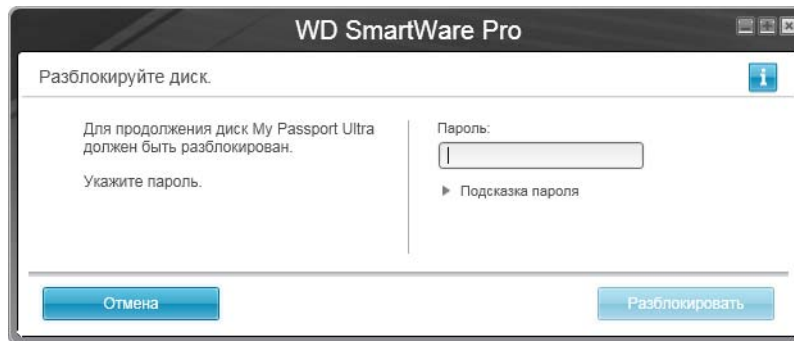 WD SmartWare Pro
Разблокируйте диск.
Для продолжения диск My Passport Ultra
должен быть разблокирован.
Укажите пароль.
Пароль:
Подсказка пароля
Отмена
Разблокировать